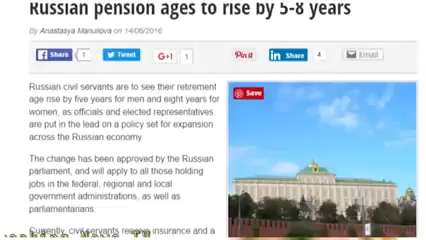 Russian pension ages to rise by 5-8 years
By Anastasya Manuilova on 14/06/2016
Share 1 Tweet G+1 1 Pin it Share 4 Email
Russian civil servants are to see their retirement
Save
age rise by five years for men and eight years for
women, as officials and elected representatives
are put in the lead on a policy set for expansion
across the Russian economy
The change has been approved by the Russian
parliament, and will apply to all those holding
jobs in the federal, regional and local
government administrations, as well as
parliamentarians.
Currently, civil servants receive insurance and a